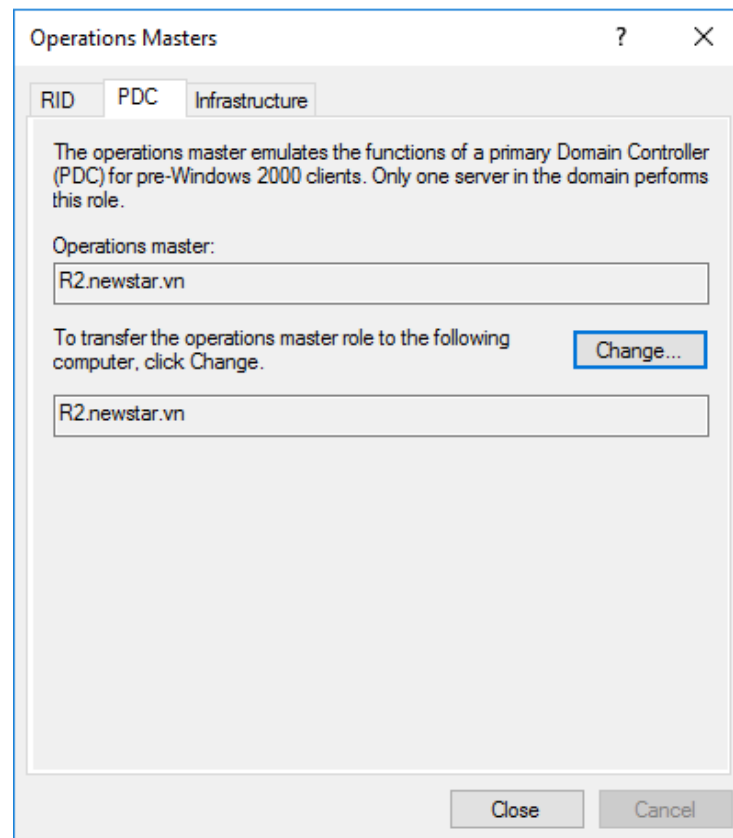 Operations Masters
?
RID
PDC
Infrastructure
The operations master emulates the functions of a primary Domain Controller
(PDC) for pre-Windows 2000 clients. Only one server in the domain performs
this role.
Operations master:
R2.newstar.vn
To transfer the operations master role to the following
computer, click Change.
Change...
R2.newstar.vn
Close
Cancel